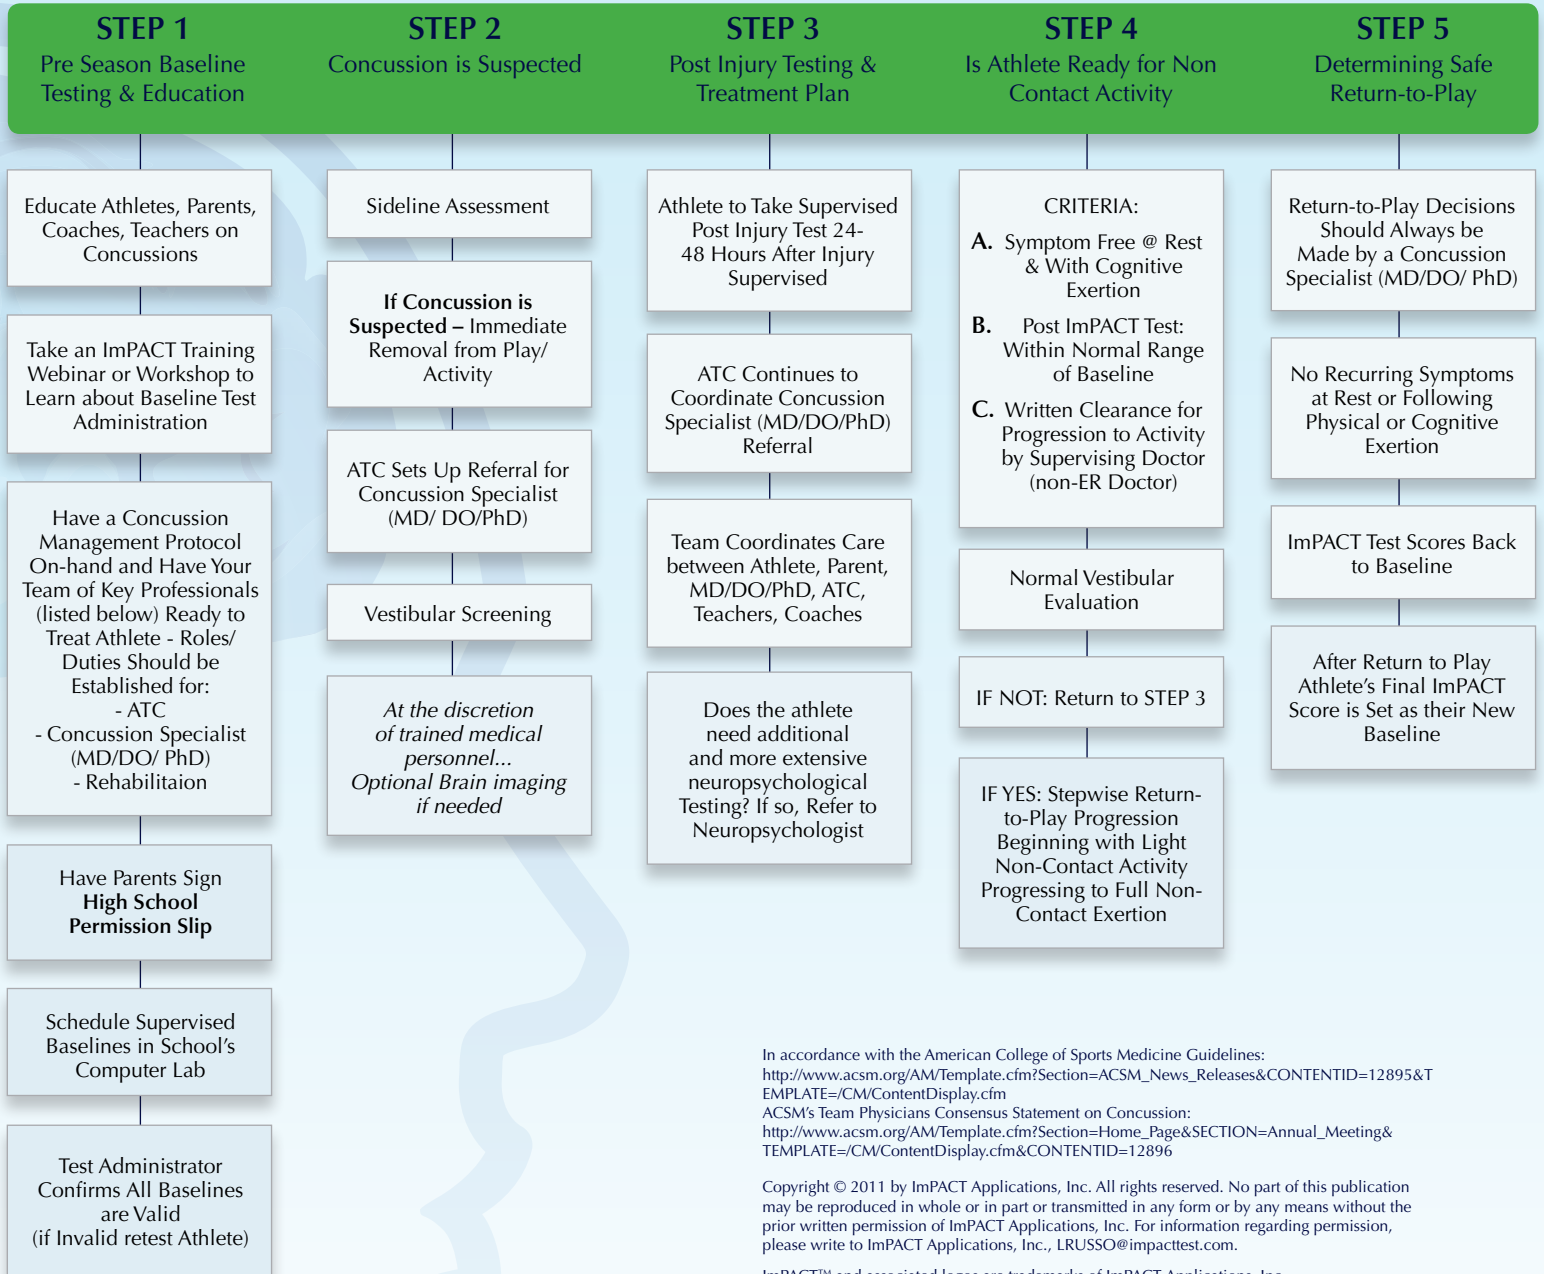 STEP 1
Pre Season Baseline
Testing & Education
STEP 2
Concussion is Suspected
STEP 3
Post Injury Testing &
Treatment Plan
STEP 4
Is Athlete Ready for Non
Contact Activity
STEP 5
Determining Safe
Return-to-Play
Educate Athletes, Parents,
Coaches, Teachers on
Concussions
Take an ImPACT Training
Webinar or Workshop to
Learn about Baseline Test
Administration
Have a Concussion
Management Protocol
On-hand and Have Your
Team of Key Professionals
(listed below) Ready to
Treat Athlete - Roles/
Duties Should be
Established for:
- ATC
- Concussion Specialist
(MD/DO/ PhD)
- Rehabilitaion
Have Parents Sign
High School
Permission Slip
Schedule Supervised
Baselines in School's
Computer Lab
Test Administrator
Confirms All Baselines
are Valid
(if Invalid retest Athlete)
Sideline Assessment
If Concussion is
Suspected – Immediate
Removal from Play/
Activity
ATC Sets Up Referral for
Concussion Specialist
(MD/ DO/PhD)
Vestibular Screening
At the discretion
of trained medical
personnel...
Optional Brain imaging
if needed
Athlete to Take Supervised
Post Injury Test 24-
48 Hours After Injury
Supervised
ATC Continues to
Coordinate Concussion
Specialist (MD/DO/PhD)
Referral
Team Coordinates Care
between Athlete, Parent,
MD/DO/PhD, ATC,
Teachers, Coaches
Does the athlete
need additional
and more extensive
neuropsychological
Testing? If so, Refer to
Neuropsychologist
CRITERIA:
A. Symptom Free @ Rest
& With Cognitive
Exertion
B. Post ImPACT Test:
Within Normal Range
of Baseline
C. Written Clearance for
Progression to Activity
by Supervising Doctor
(non-ER Doctor)
Normal Vestibular
Evaluation
IF NOT: Return to STEP 3
IF YES: Stepwise Return-
to-Play Progression
Beginning with Light
Non-Contact Activity
Progressing to Full Non-
Contact Exertion
Return-to-Play Decisions
Should Always be
Made by a Concussion
Specialist (MD/DO/ PhD)
No Recurring Symptoms
at Rest or Following
Physical or Cognitive
Exertion
ImPACT Test Scores Back
to Baseline
After Return to Play
Athlete's Final ImPACT
Score is Set as their New
Baseline
In accordance with the American College of Sports Medicine Guidelines:
http://www.acsm.org/AM/Template.cfm?Section=ACSM_News_Releases&CONTENTID=12895&T
EMPLATE=/CM/ContentDisplay.cfm
ACSM's Team Physicians Consensus Statement on Concussion:
http://www.acsm.org/AM/Template.cfm?Section=Home_Page&SECTION=Annual_Meeting&
TEMPLATE=/CM/ContentDisplay.cfm&CONTENTID=12896
Copyright © 2011 by ImPACT Applications, Inc. All rights reserved. No part of this publication
may be reproduced in whole or in part or transmitted in any form or by any means without the
prior written permission of ImPACT Applications, Inc. For information regarding permission,
please write to ImPACT Applications, Inc., LRUSSO@impacttest.com.
ImPACT™ and associated logos are trademarks of ImPACT Applications, Inc.